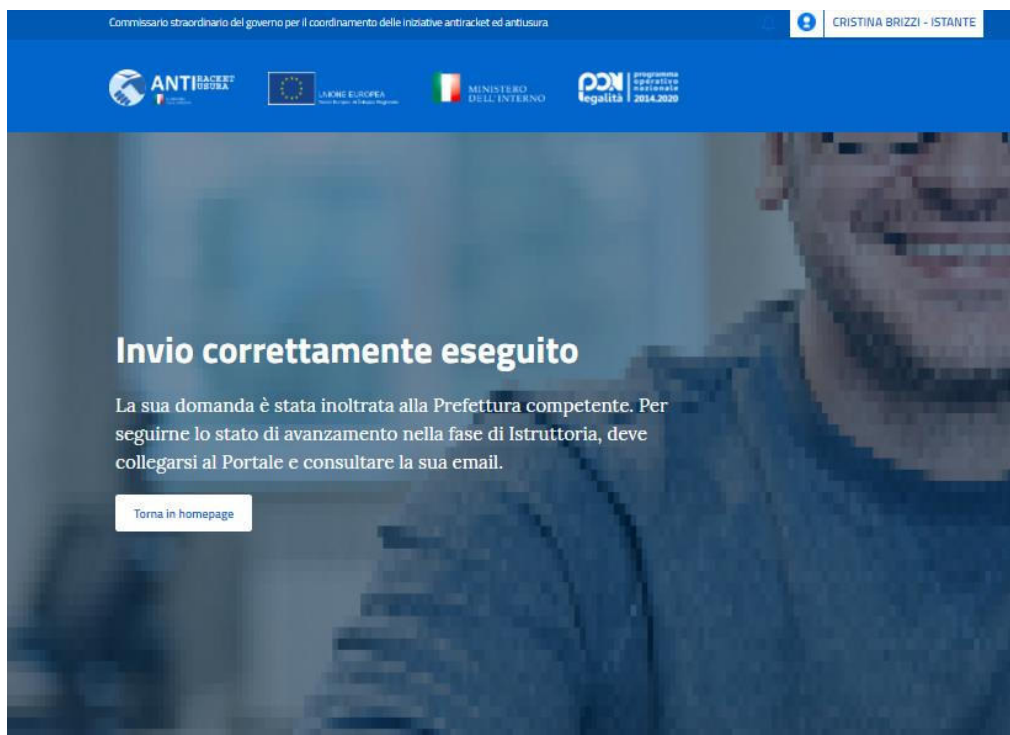 Commissario straordinario del governo per il coordinamento delle iniziative antiracket ed antiusura
CRISTINA BRIZZI - ISTANTE
ANTI RACKET
USURA
UNIONE EUROPEA
MINISTERO
DELL'INTERNO
PON
legalità
programma
operativo
nazionale
2014.2020
Invio correttamente eseguito
La sua domanda è stata inoltrata alla Prefettura competente. Per
seguirne lo stato di avanzamento nella fase di Istruttoria, deve
collegarsi al Portale e consultare la sua email.
Torna in homepage